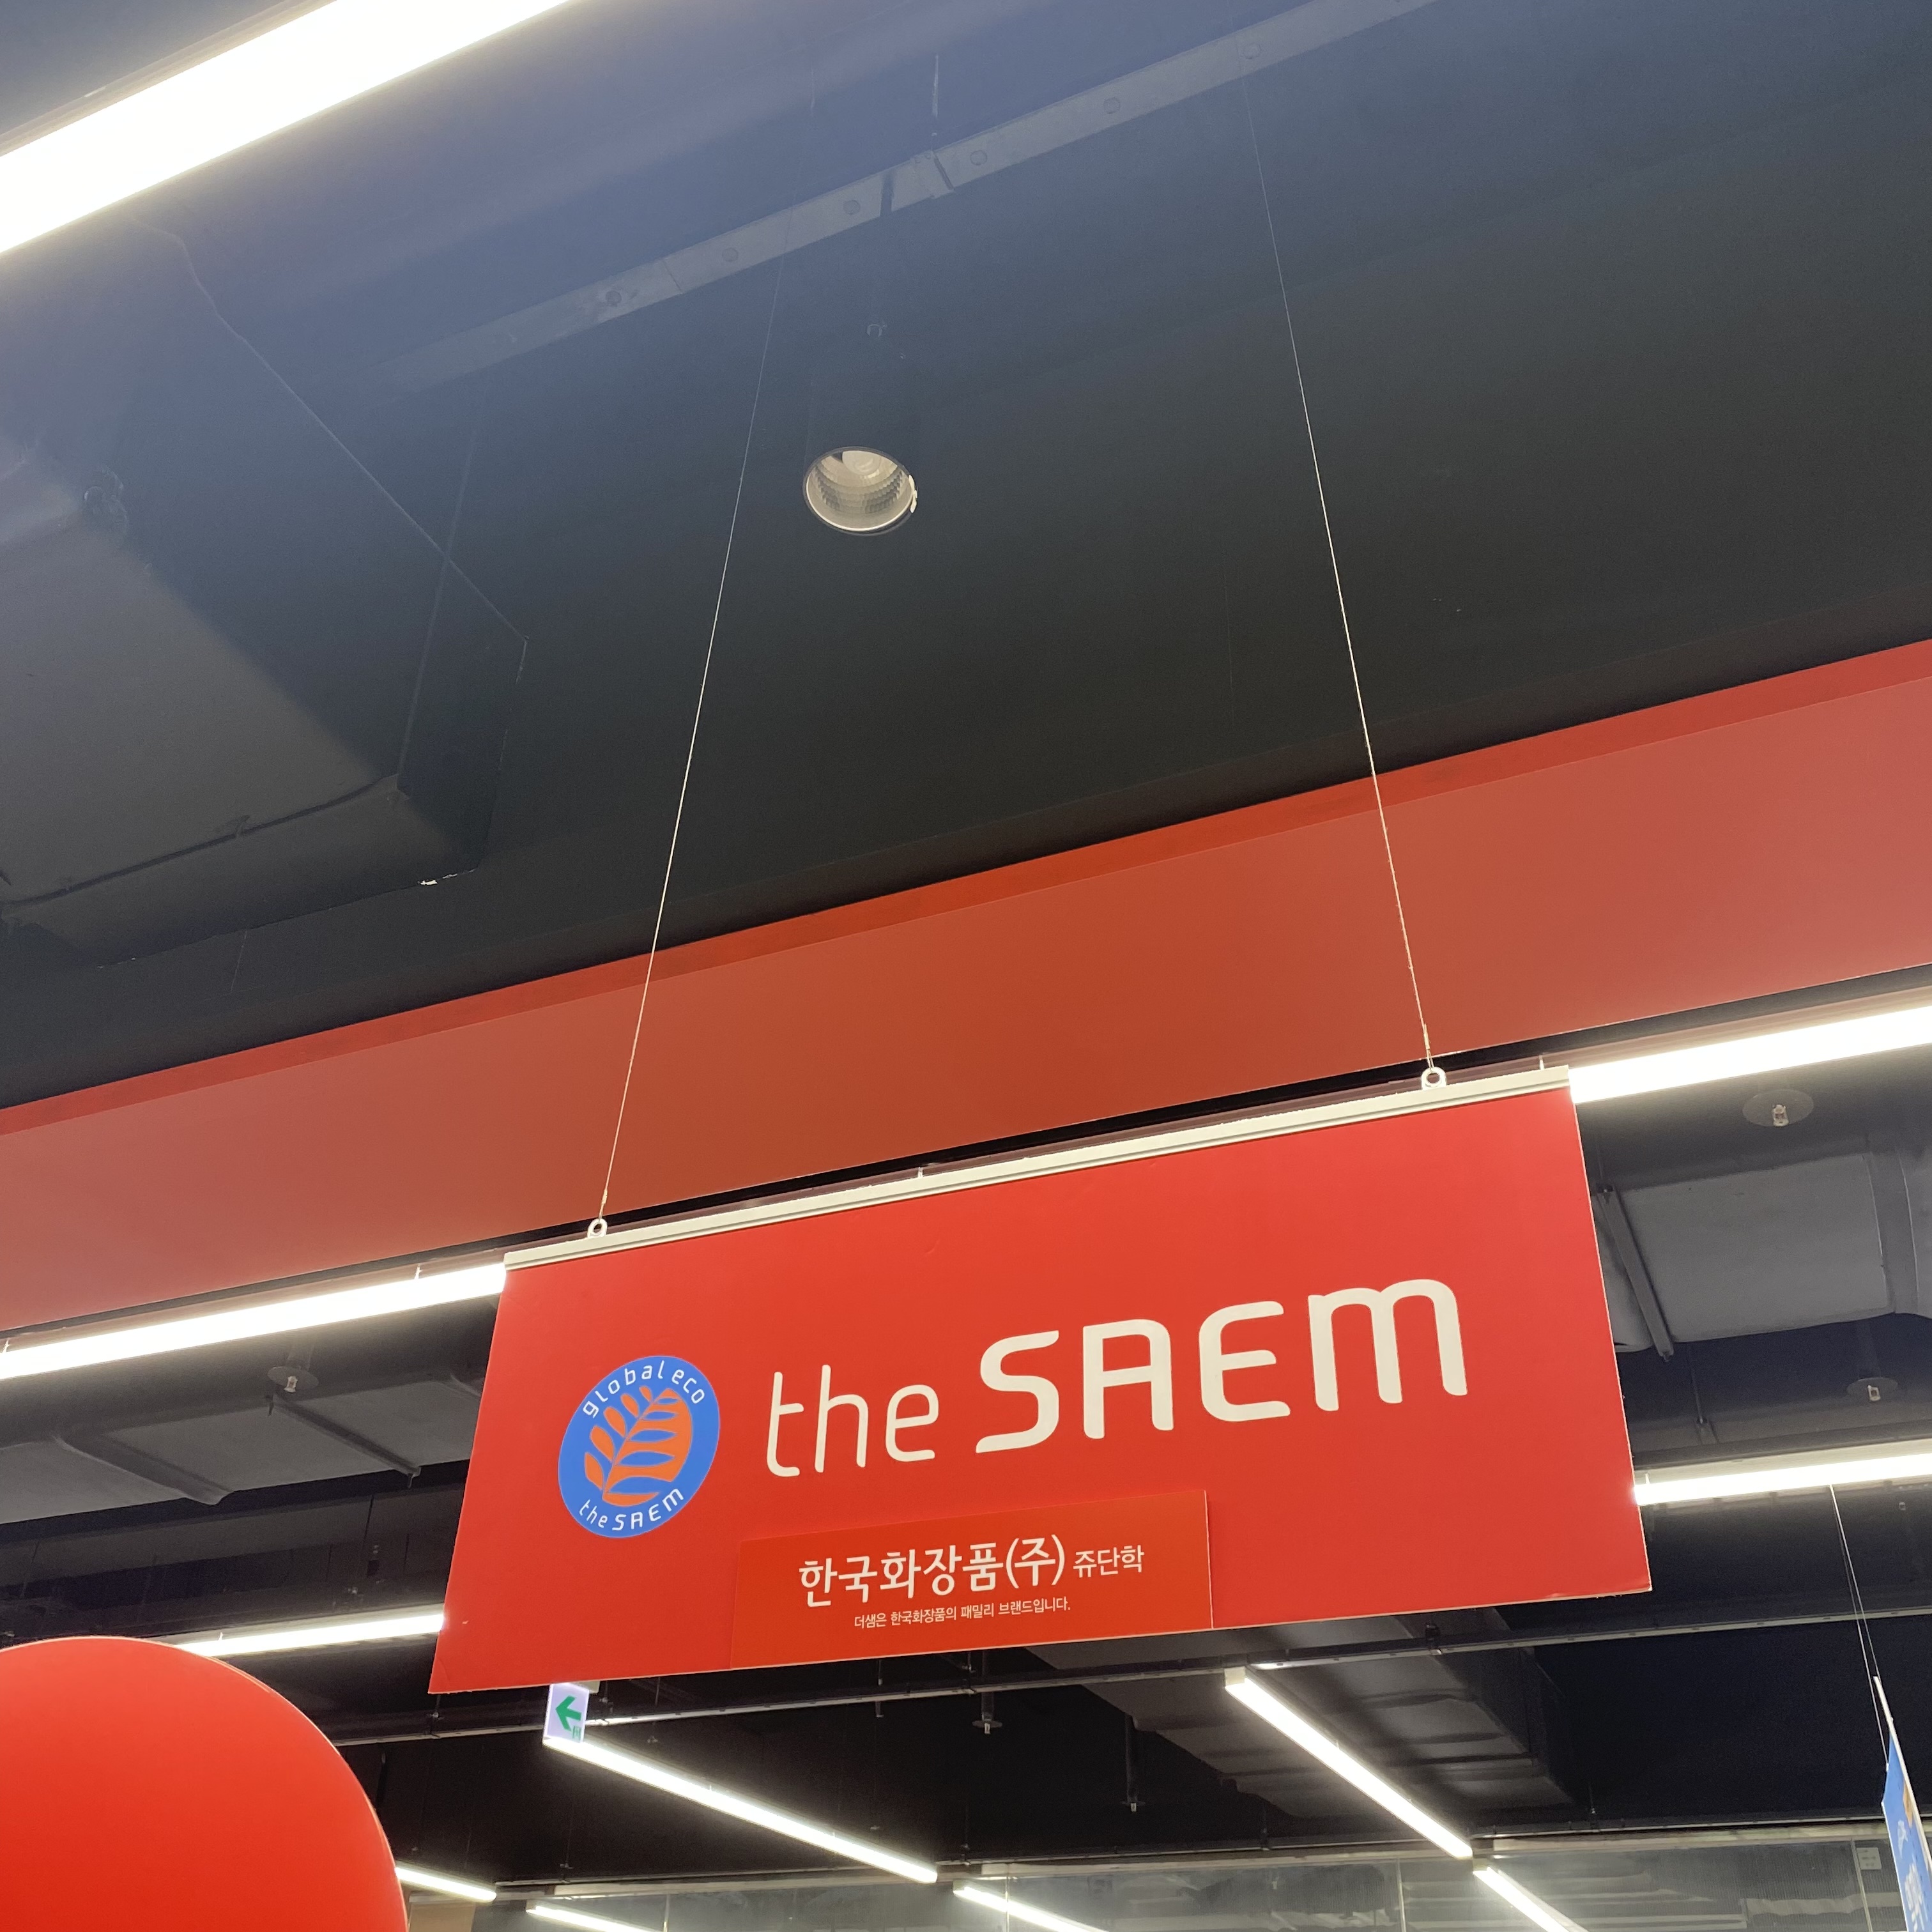 global eco
the SAEM
the SAEM
한국화장품(주) 쥬단학
더샘은 한국화장품의 패밀리 브랜드입니다.